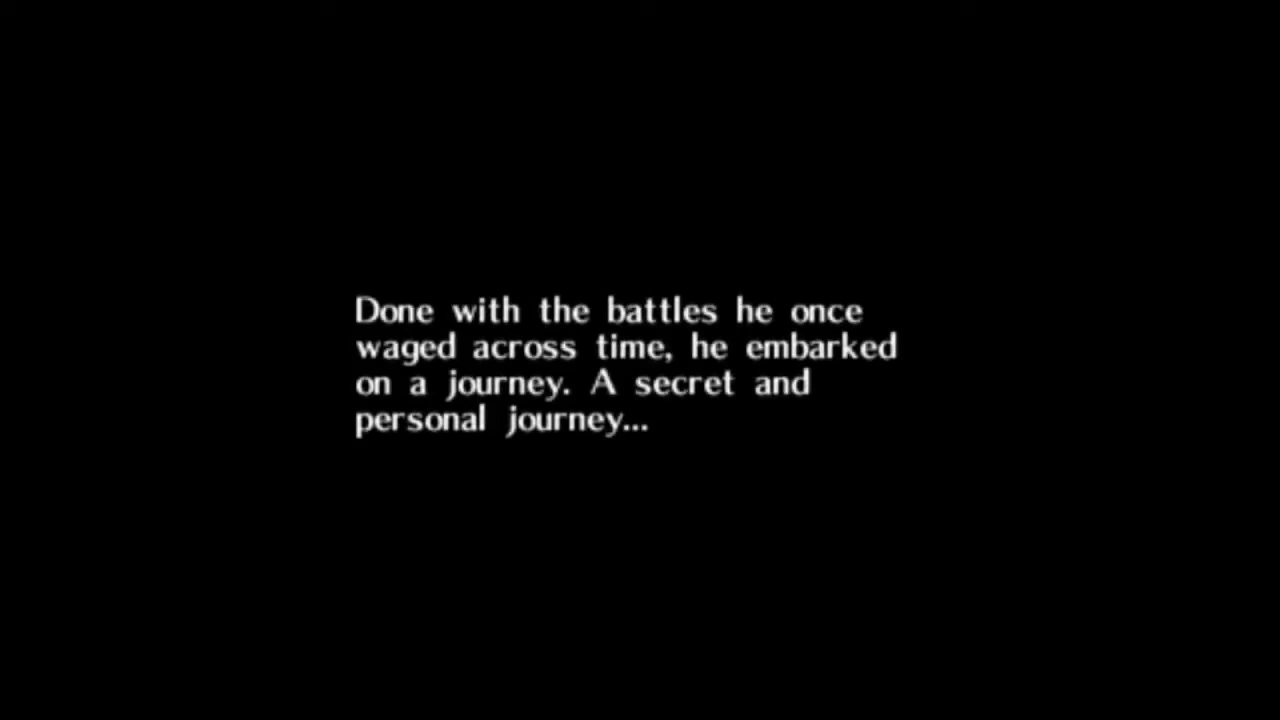 Done with the battles he once
waged across time, he embarked
on a journey. A secret and
personal journey...